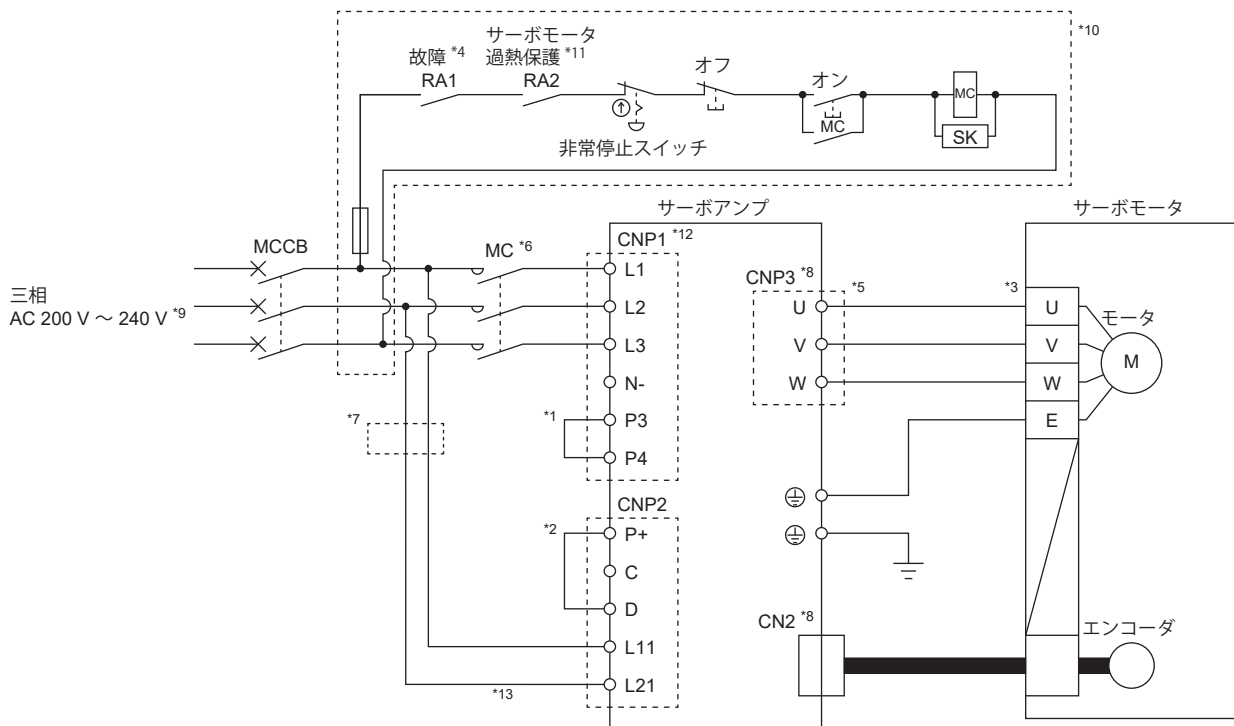 *10
サーボモータ
故障 *4
過熱保護 *11
RA1
RA2
オフ
オン
MC
MC
SK
非常停止スイッチ
サーボアンプ
サーボモータ
MCCB
MC *6
CNP1 *12
三相
AC 200 V ～ 240 V *9
L1
L2
L3
N-
*1
P3
P4
CNP3 *8
*5
U
V
W
*3
U
V
W
E
モータ
M
*7
CNP2
*2
P+
C
D
L11
L21
*13
CN2 *8
エンコーダ